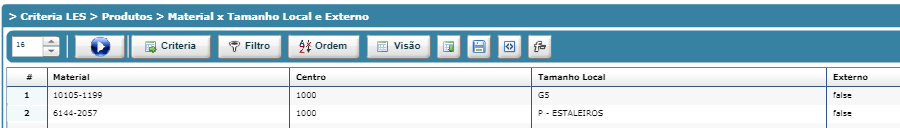 > Criteria LES > Produtos > Material x Tamanho Local e Externo
16 Criteria Filtro Ordem Visão
# Material Centro Tamanho Local Externo
1 10105-1199 1000 G5 false
2 6144-2057 1000 P - ESTALEIROS false